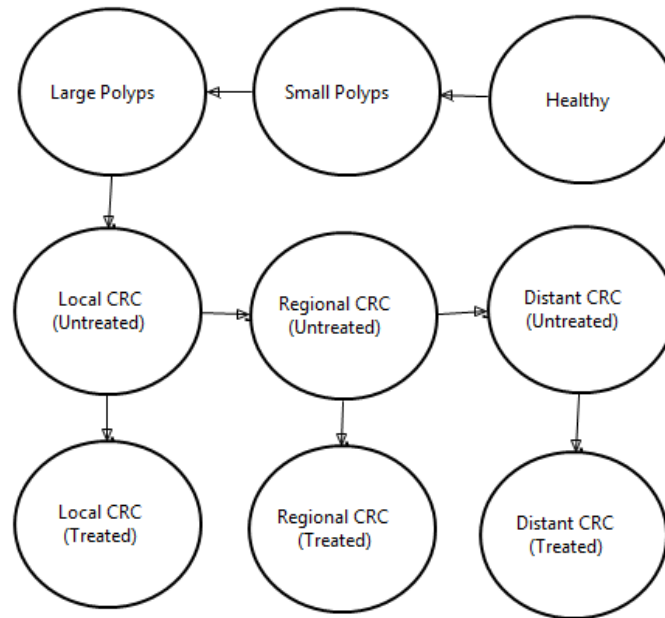 Large Polyps
Small Polyps
Healthy
Local CRC
(Untreated)
Regional CRC
(Untreated)
Distant CRC
(Untreated)
Local CRC
(Treated)
Regional CRC
(Treated)
Distant CRC
(Treated)